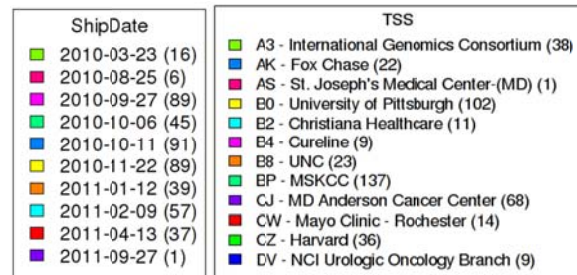 ShipDate
2010-03-23 (16)
2010-08-25 (6)
2010-09-27 (89)
2010-10-06 (45)
2010-10-11 (91)
2010-11-22 (89)
2011-01-12 (39)
2011-02-09 (57)
2011-04-13 (37)
2011-09-27 (1)
TSS
A3 - International Genomics Consortium (38)
AK - Fox Chase (22)
AS - St. Joseph's Medical Center-(MD) (1)
B0 - University of Pittsburgh (102)
B2 - Christiana Healthcare (11)
B4 - Cureline (9)
B8 - UNC (23)
BP - MSKCC (137)
CJ - MD Anderson Cancer Center (68)
CW - Mayo Clinic - Rochester (14)
CZ - Harvard (36)
DV - NCI Urologic Oncology Branch (9)